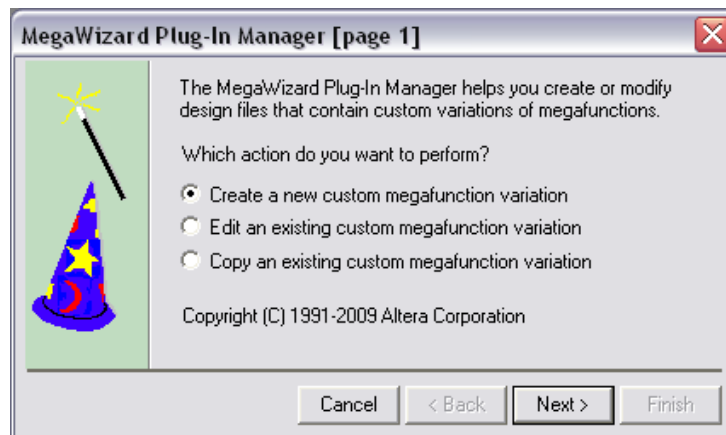 MegaWizard Plug-In Manager [page 1]
The MegaWizard Plug-In Manager helps you create or modify
design files that contain custom variations of megafunctions.
Which action do you want to perform?
Create a new custom megafunction variation
Edit an existing custom megafunction variation
Copy an existing custom megafunction variation
Copyright (C) 1991-2009 Altera Corporation
Cancel < Back Next > Finish